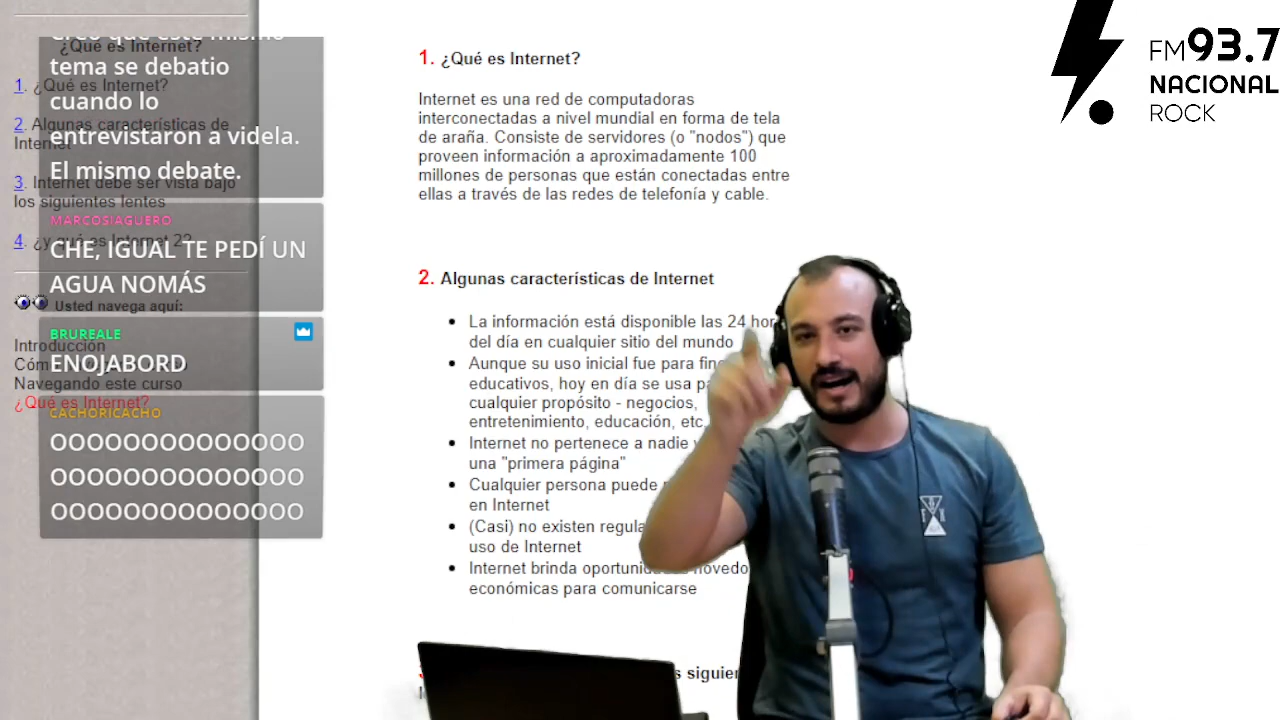 ¿Qué es Internet?
1. ¿Qué es Internet?
2. Algunas características de
Internet
3. Internet debe ser vista bajo
los siguientes lentes
4. ¿y qué es Internet 2?
Usted navega aquí:
Introducción
Navegando este curso
¿Qué es Internet?
tema se debatio
cuando lo
entrevistaron a videla.
El mismo debate.
MARCOSIAGUERO
CHE, IGUAL TE PEDÍ UN
AGUA NOMÁS
BRUREALE
ENOJABORD
CACHORICACHO
OOOOOOOOOOOOOO
OOOOOOOOOOOOOO
OOOOOOOOOOOOOO
1. ¿Qué es Internet?
Internet es una red de computadoras
interconectadas a nivel mundial en forma de tela
de araña. Consiste de servidores (o "nodos") que
proveen información a aproximadamente 100
millones de personas que están conectadas entre
ellas a través de las redes de telefonía y cable.
2. Algunas características de Internet
La información está disponible las 24
del día en cualquier sitio del mundo
Aunque su uso inicial fue para
educativos, hoy en día se usa
cualquier propósito - negocios,
entretenimiento, educación, etc.
Internet no pertenece a nadie
una "primera página"
Cualquier persona puede
en Internet
(Casi) no existen
uso de Internet
Internet brinda
económicas para comunicarse
FM 93.7
NACIONAL
ROCK